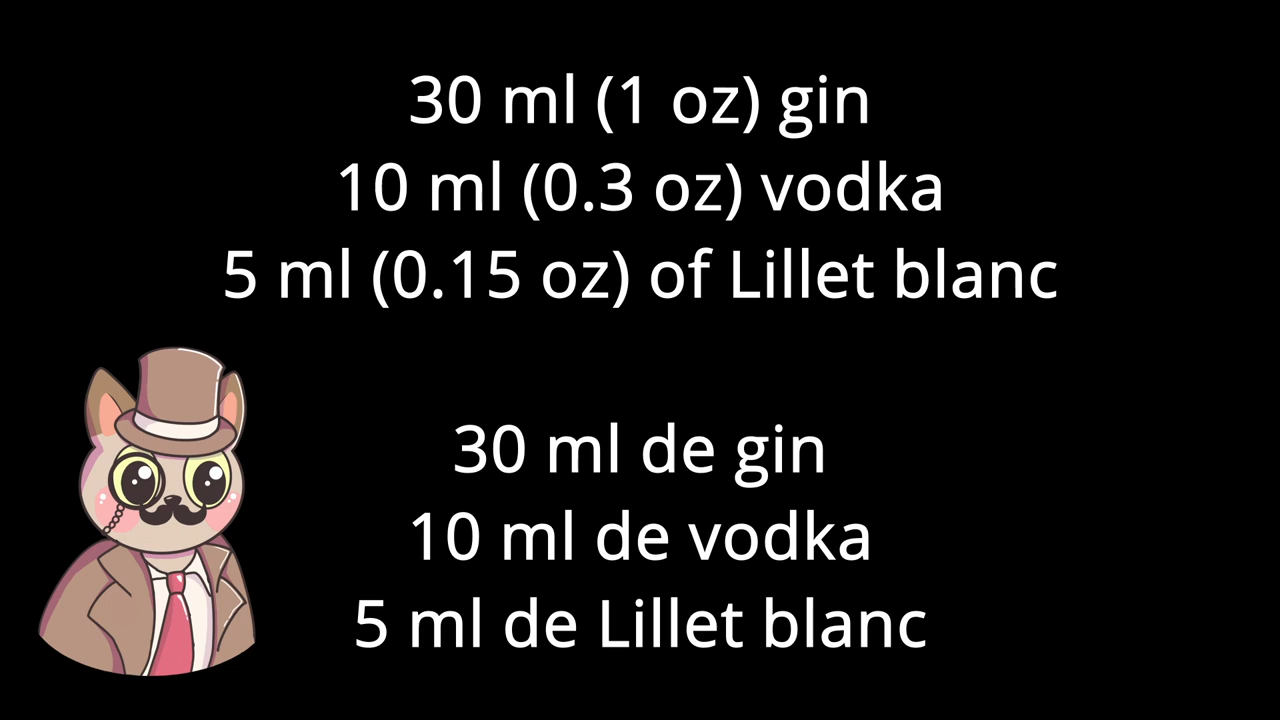 30 ml (1 oz) gin
10 ml (0.3 oz) vodka
5 ml (0.15 oz) of Lillet blanc
30 ml de gin
10 ml de vodka
5 ml de Lillet blanc